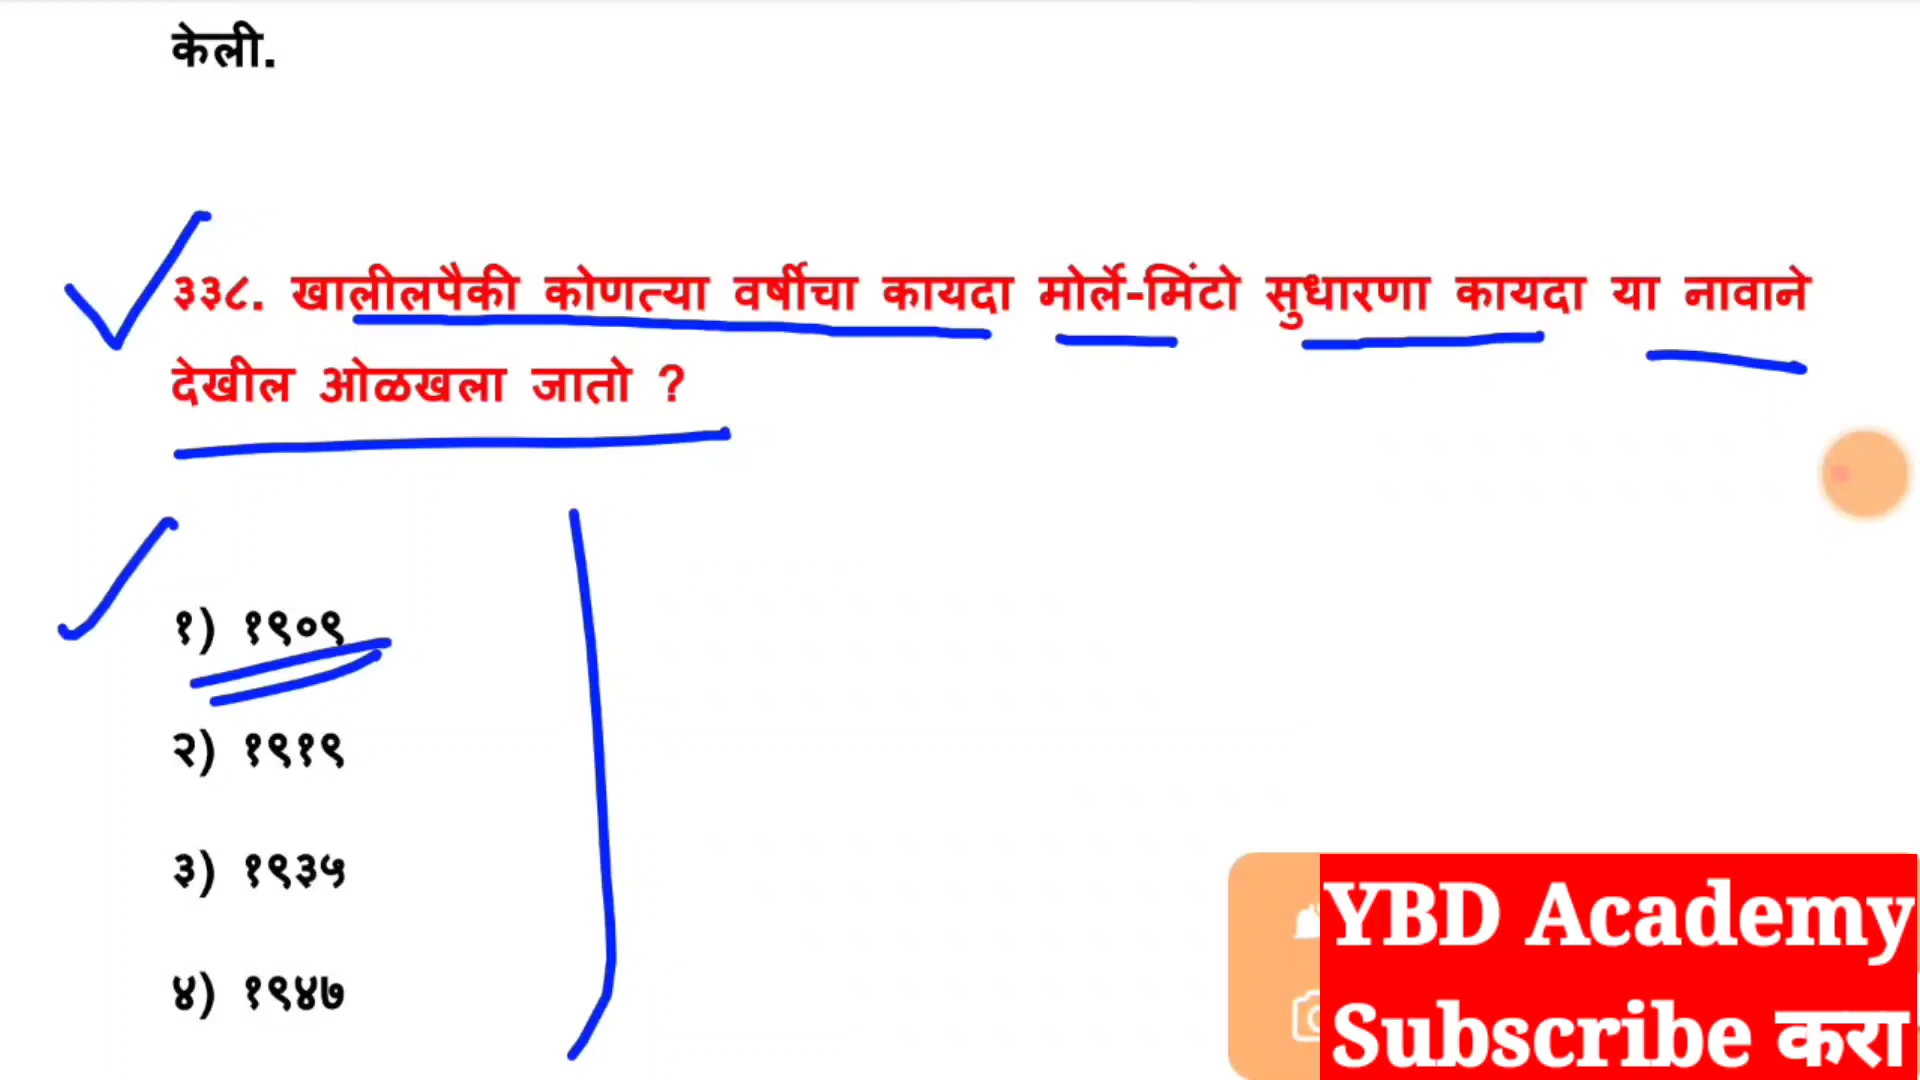 केली.
३३८. खालीलपैकी कोणत्या वर्षीचा कायदा मोर्ले-मिंटो सुधारणा कायदा या नावाने
देखील ओळखला जातो ?
१) १९०९
२) १९१९
३) १९३५
४) १९४७
YBD Academy
Subscribe करा